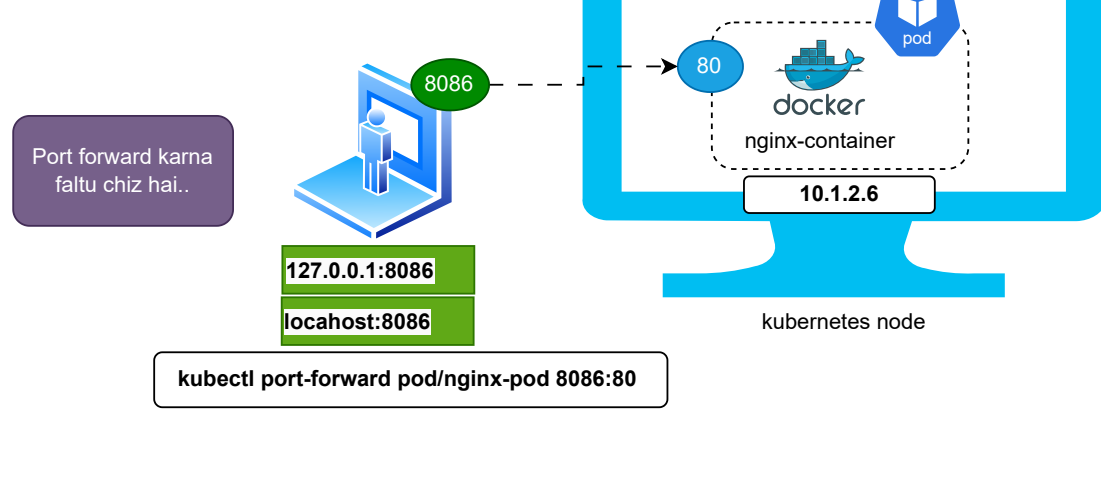 pod
8086
80
docker
nginx-container
Port forward karna
faltu chiz hai..
10.1.2.6
127.0.0.1:8086
locahost:8086
kubernetes node
kubectl port-forward pod/nginx-pod 8086:80